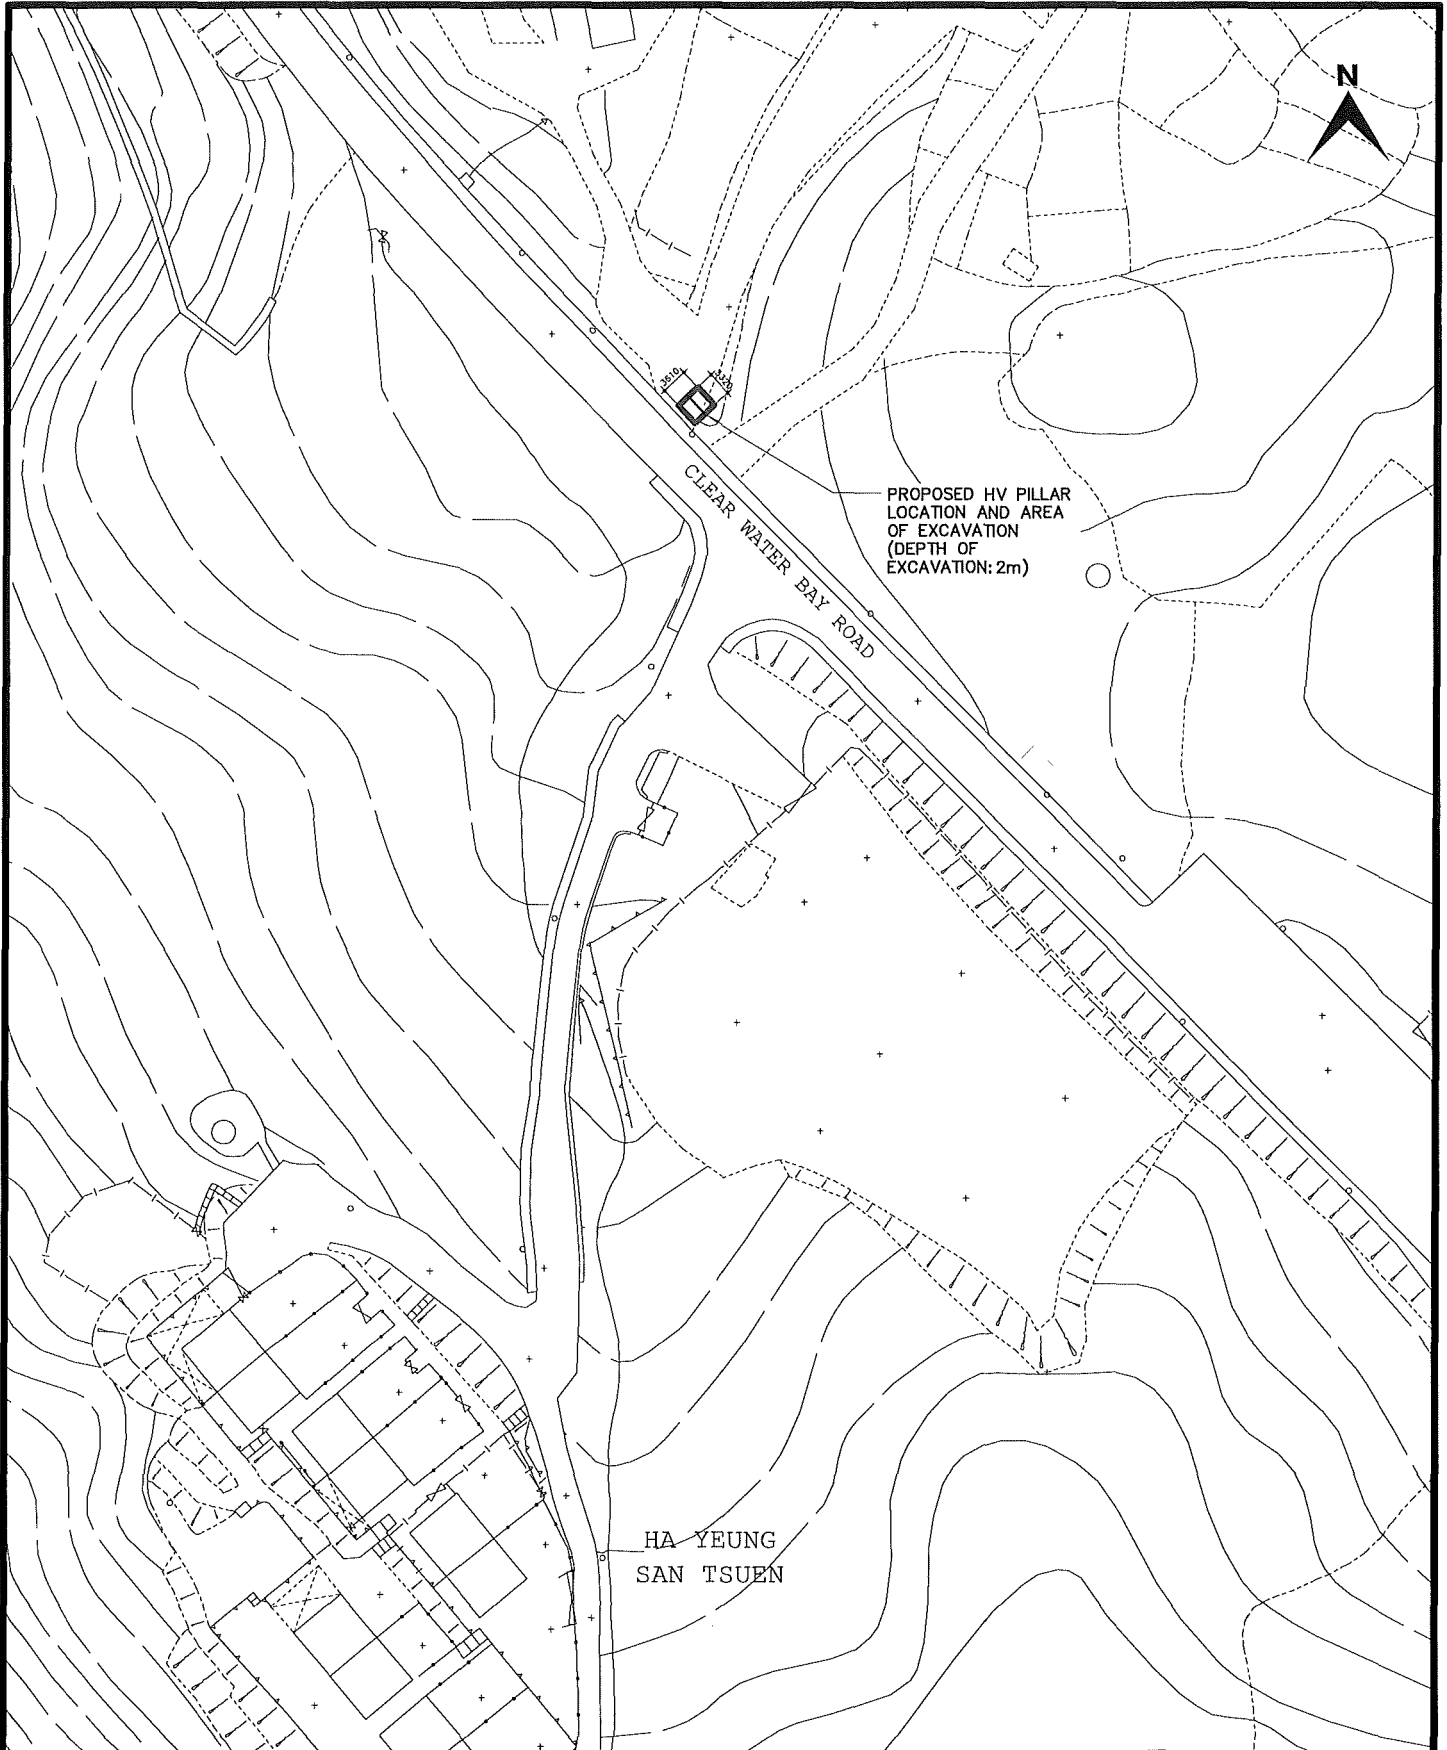 N
3510
3320
PROPOSED HV PILLAR
LOCATION AND AREA
OF EXCAVATION
(DEPTH OF
EXCAVATION: 2m)
CLEAR WATER BAY ROAD
HA YEUNG
SAN TSUEN